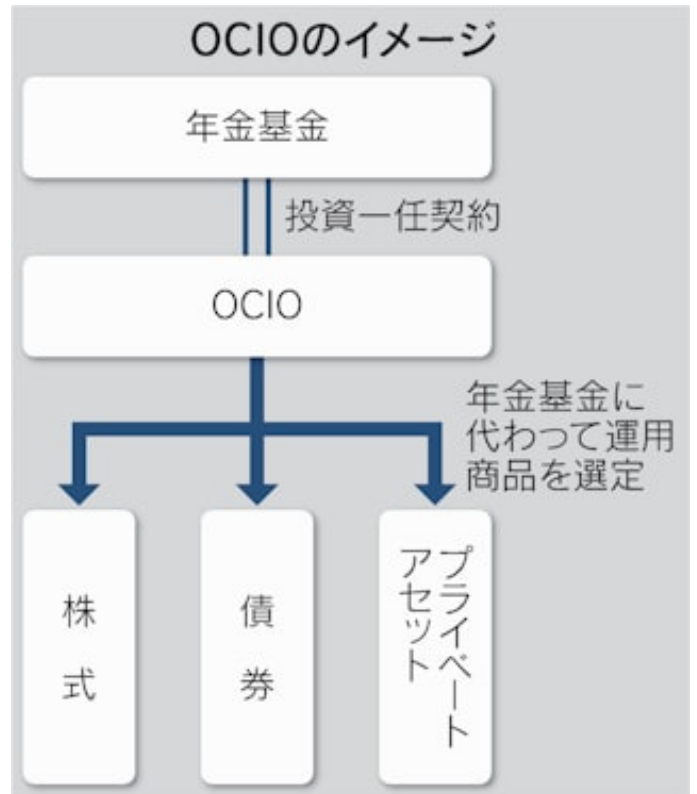 OCIOのイメージ
年金基金
投資一任契約
OCIO
年金基金に
代わって運用
商品を選定
株式
債券
プライベート
アセット